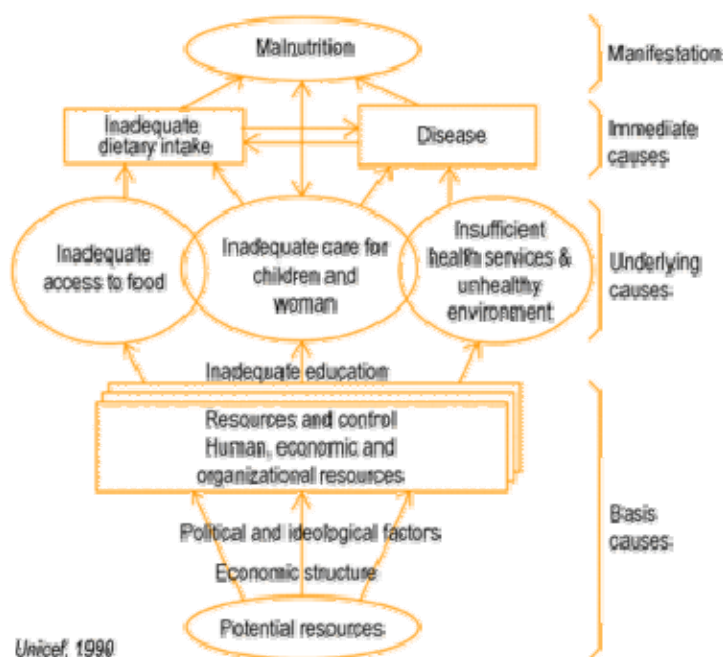 Malnutrition
Manifestation
Inadequate
dietary intake
Disease
Immediate
causes
Inadequate
access to food
Inadequate care for
children and
woman
Insufficient
health services &
unhealthy
environment
Underlying
causes
Inadequate education
Resources and control
Human, economic and
organizational resources
Political and ideological factors
Economic structure
Potential resources
Basis
causes
Unicef, 1990